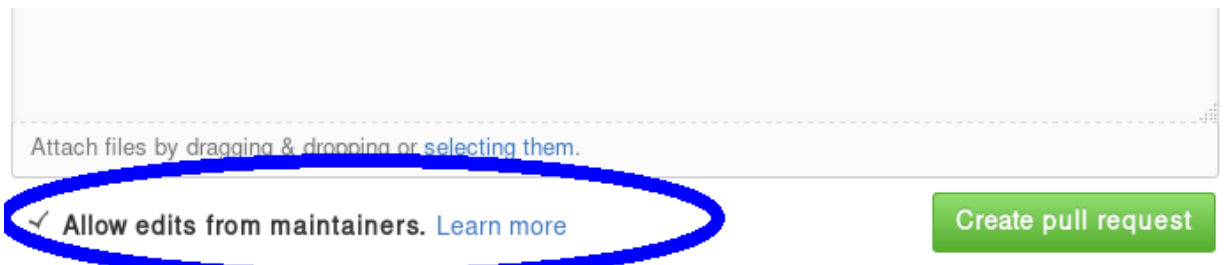 Attach files by dragging & dropping or selecting them.
Allow edits from maintainers. Learn more
Create pull request